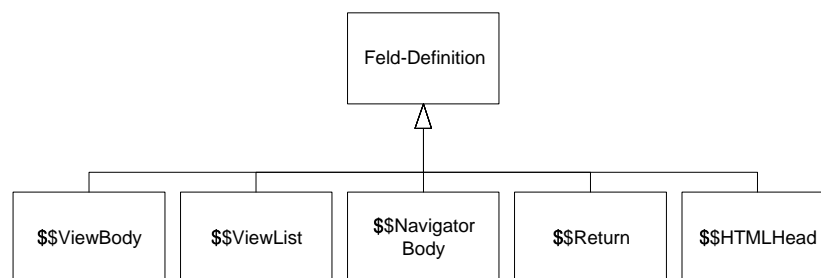 Feld-Definition
$$ViewBody
$$ViewList
$$Navigator
Body
$$Return
$$HTMLHead